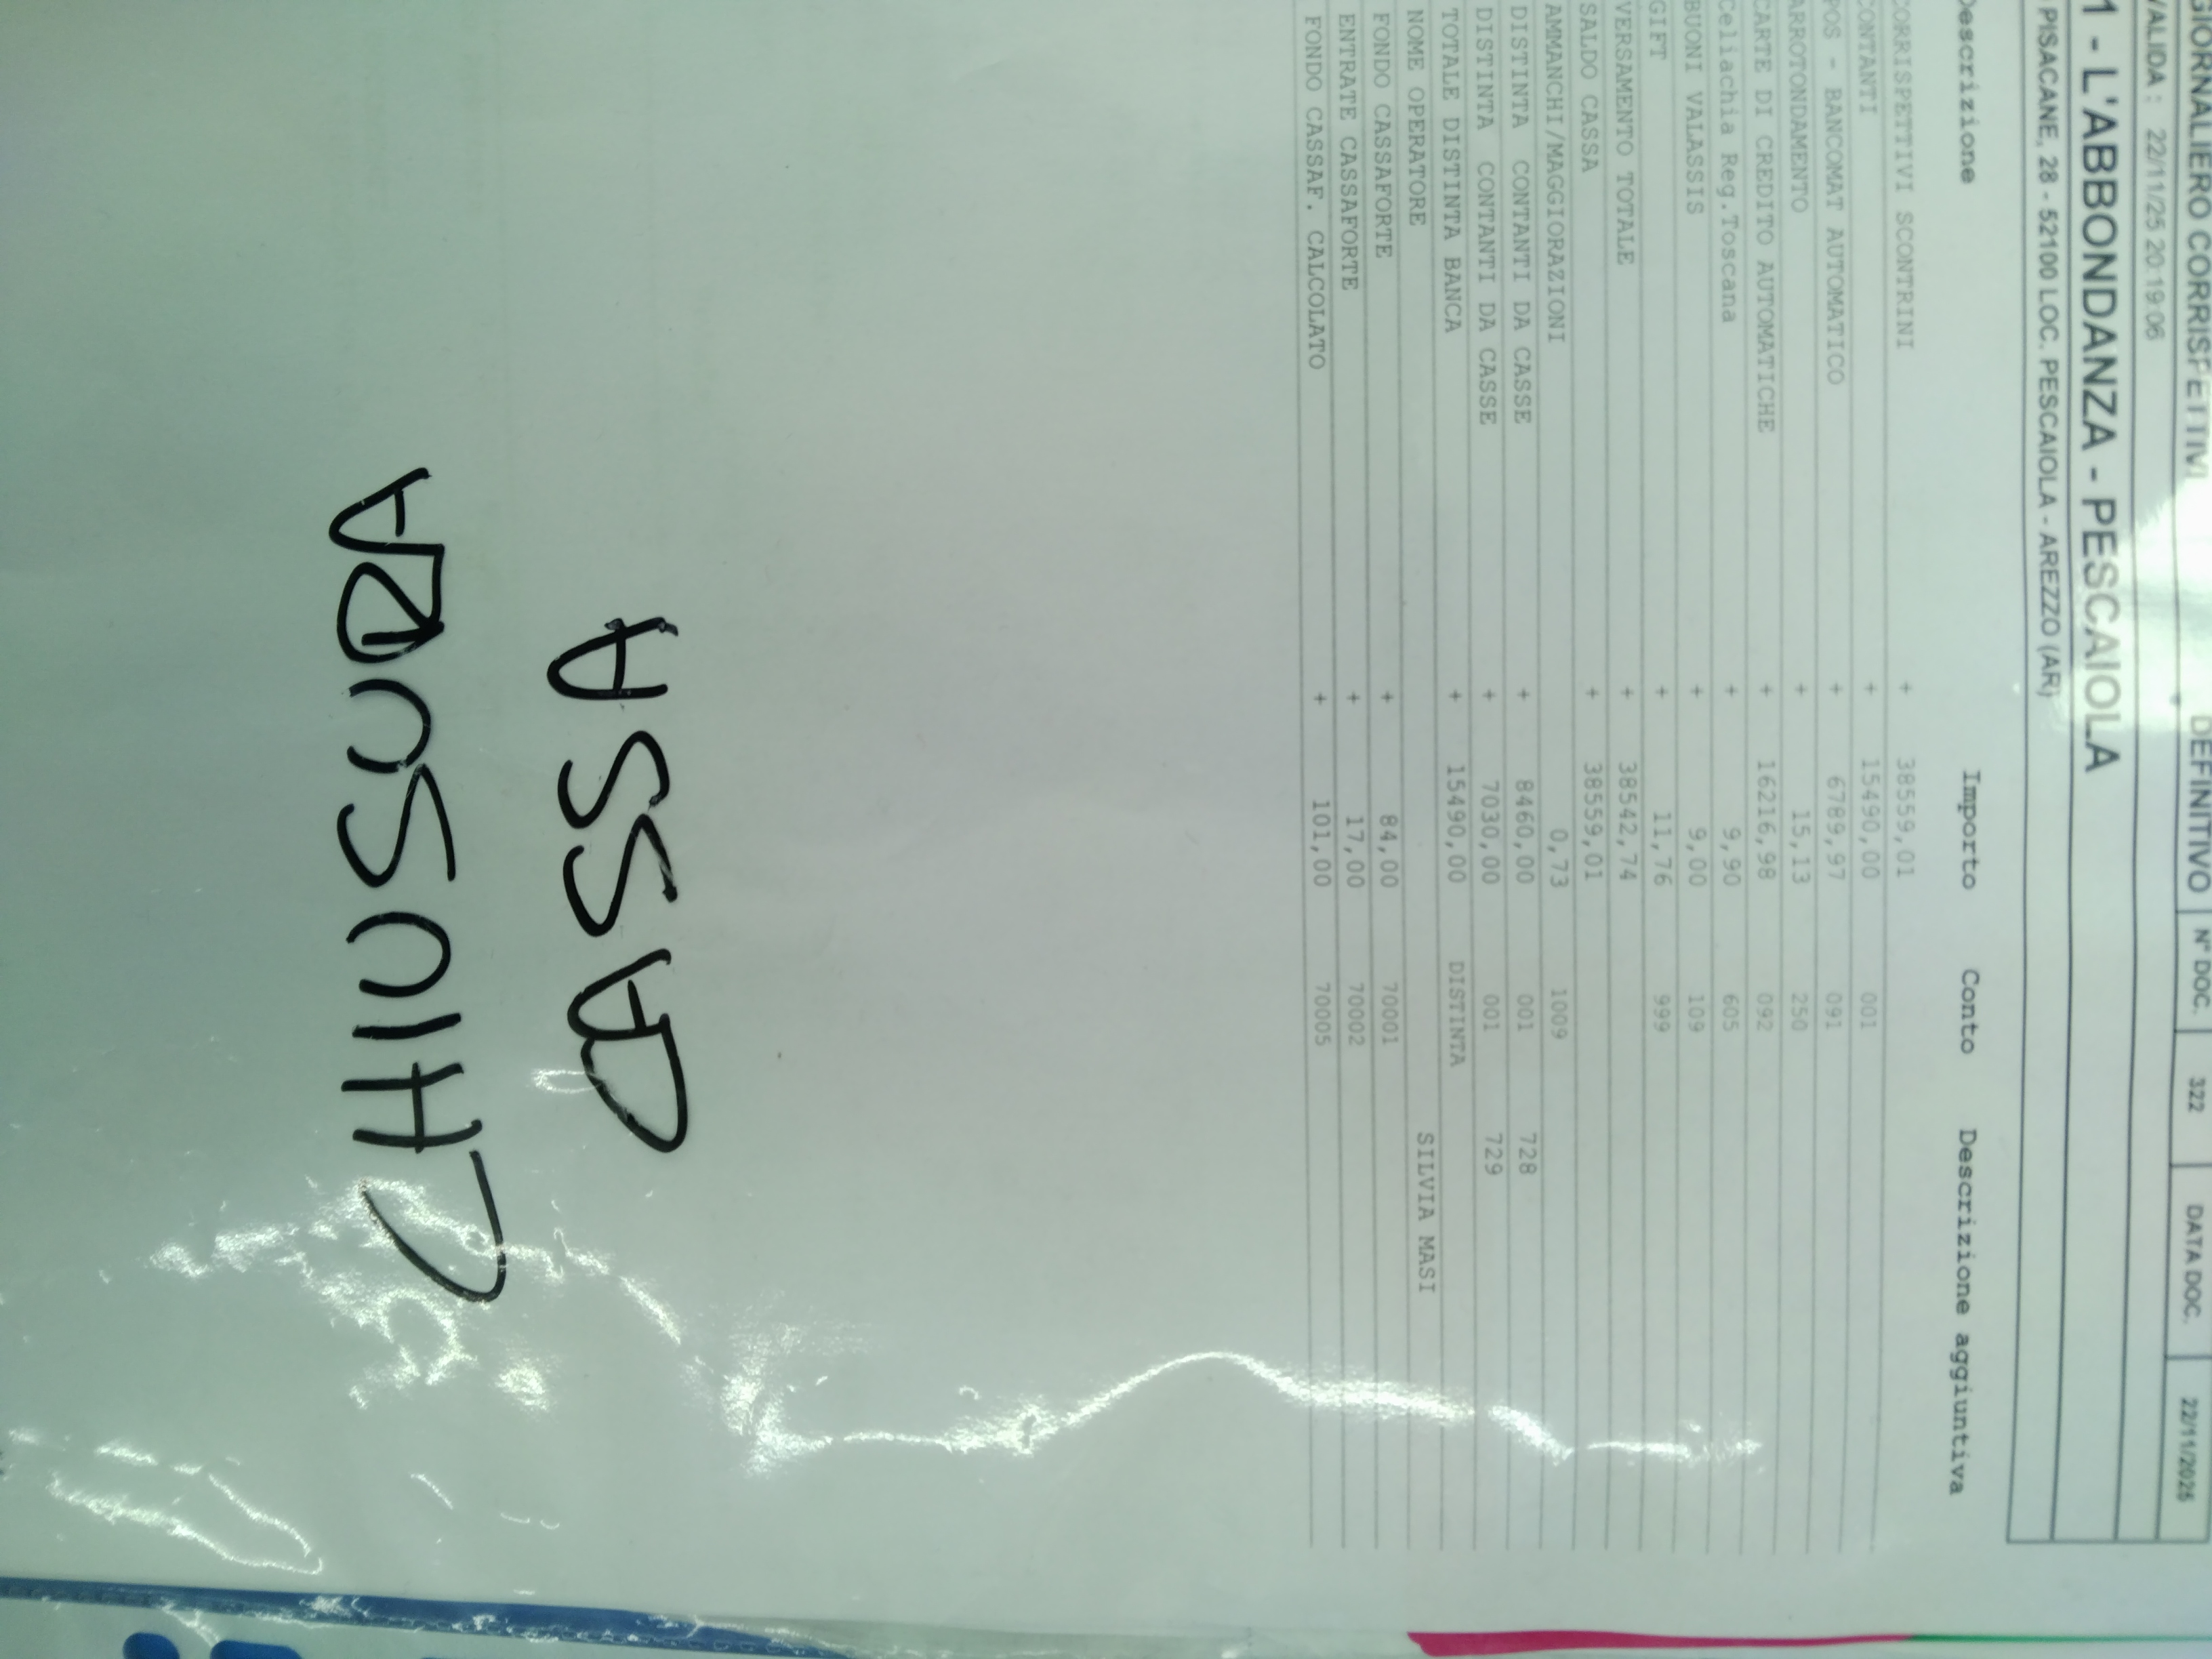 GIORNALIERO CORRISPETTIVI DEFINITIVO N° DOC. 322 DATA DOC. 22/11/2025
VALIDA : 22/11/25 20:19:06
1 - L'ABBONDANZA - PESCAIOLA
PISACANE, 28 - 52100 LOC. PESCAIOLA - AREZZO (AR)
Descrizione Importo Conto Descrizione aggiuntiva
CORRISPETTIVI SCONTRINI + 38559,01
CONTANTI + 15490,00 001
POS - BANCOMAT AUTOMATICO + 6789,97 091
ARROTONDAMENTO + 15,13 250
CARTE DI CREDITO AUTOMATICHE + 16216,98 092
Celiachia Reg.Toscana + 9,90 605
BUONI VALASSIS + 9,00 109
GIFT + 11,76 999
VERSAMENTO TOTALE + 38542,74
SALDO CASSA + 38559,01
AMMANCHI/MAGGIORAZIONI 0,73 1009
DISTINTA CONTANTI DA CASSE + 8460,00 001 728
DISTINTA CONTANTI DA CASSE + 7030,00 001 729
TOTALE DISTINTA BANCA + 15490,00 DISTINTA
NOME OPERATORE SILVIA MASI
FONDO CASSAFORTE + 84,00 70001
ENTRATE CASSAFORTE + 17,00 70002
FONDO CASSAF. CALCOLATO + 101,00 70005
CASSA
CHIUSURA